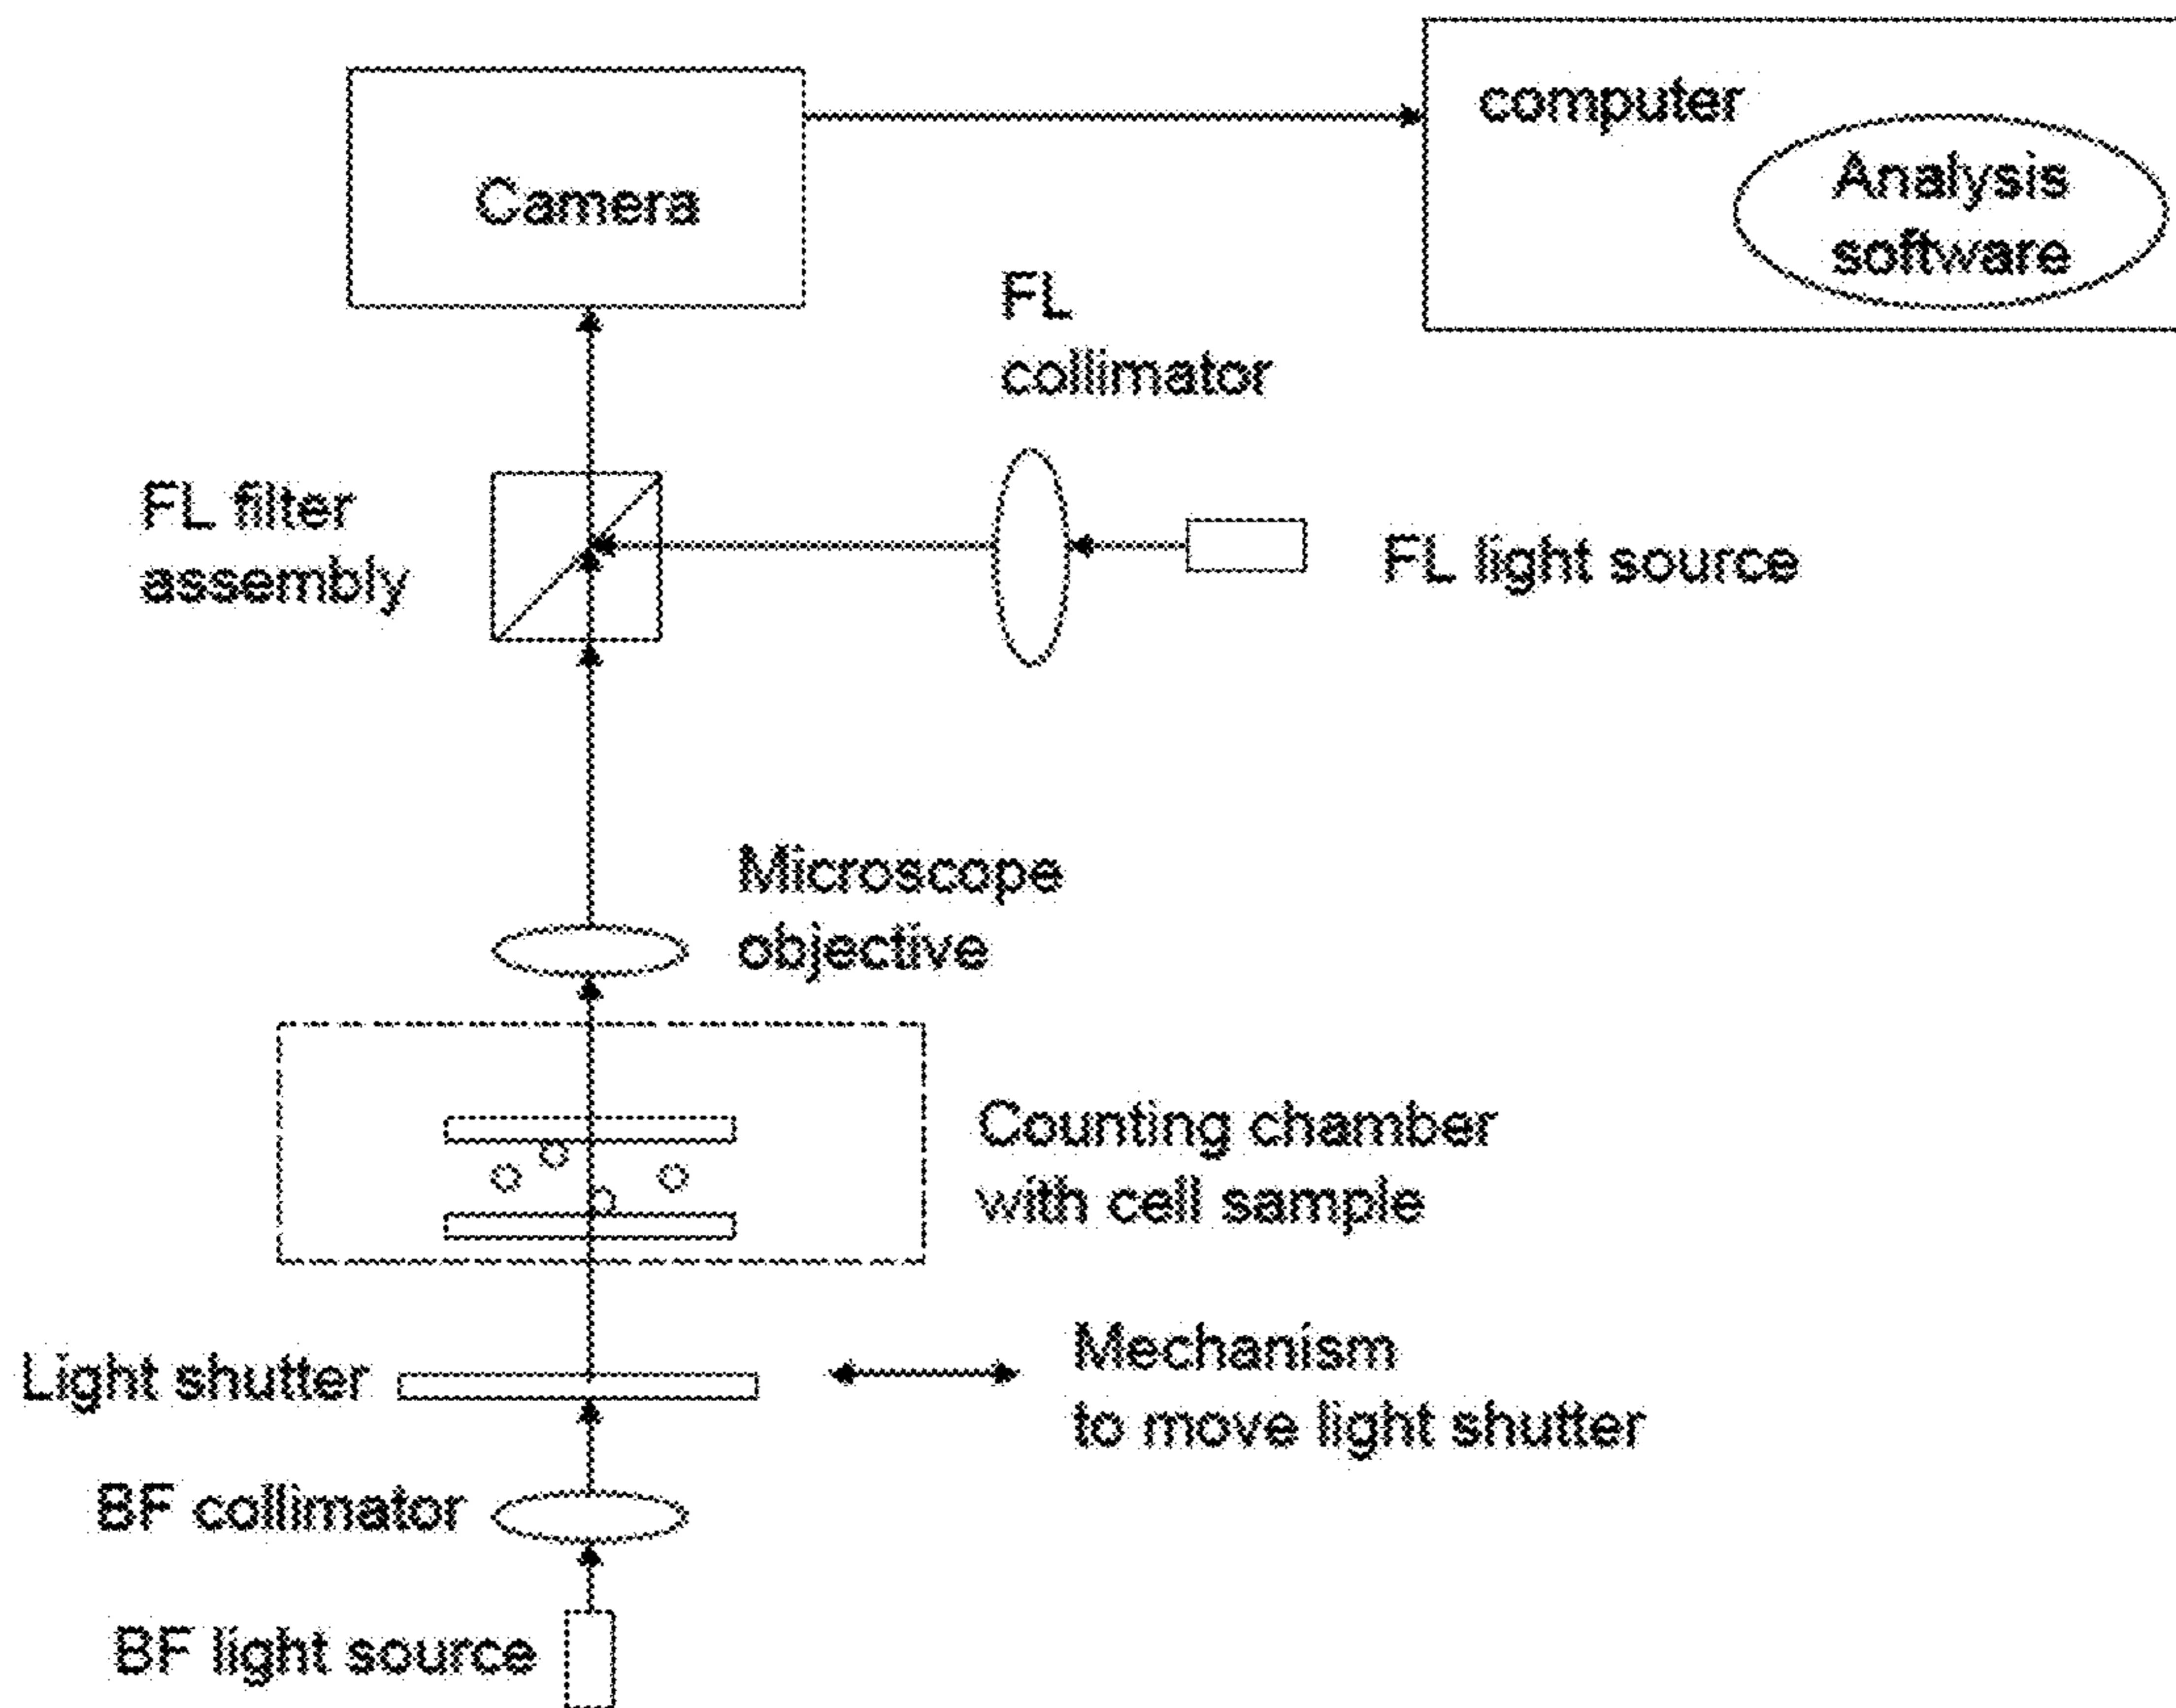 computer
Analysis
software
Camera
FL
collimator
FL filter
assembly
FL light source
Microscope
objective
Counting chamber
with cell sample
Light shutter
Mechanism
to move light shutter
BF collimator
BF light source